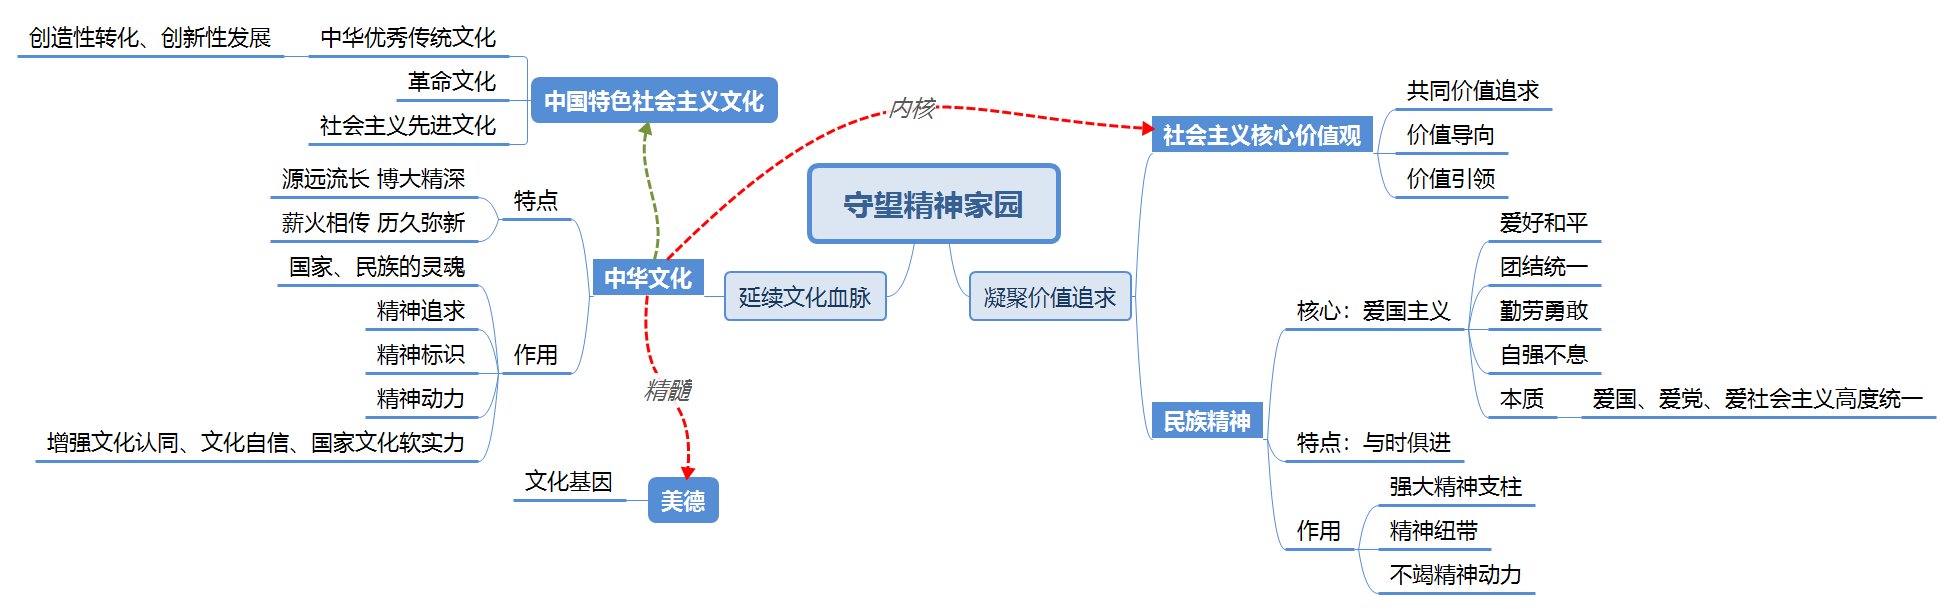 守望精神家园
延续文化血脉
中华文化
特点
源远流长 博大精深
薪火相传 历久弥新
作用
国家、民族的灵魂
精神追求
精神标识
精神动力
增强文化认同、文化自信、国家文化软实力
中国特色社会主义文化
中华优秀传统文化
创造性转化、创新性发展
革命文化
社会主义先进文化
精髓
美德
文化基因
内核
凝聚价值追求
社会主义核心价值观
共同价值追求
价值导向
价值引领
民族精神
核心：爱国主义
爱好和平
团结统一
勤劳勇敢
自强不息
本质
爱国、爱党、爱社会主义高度统一
特点：与时俱进
作用
强大精神支柱
精神纽带
不竭精神动力